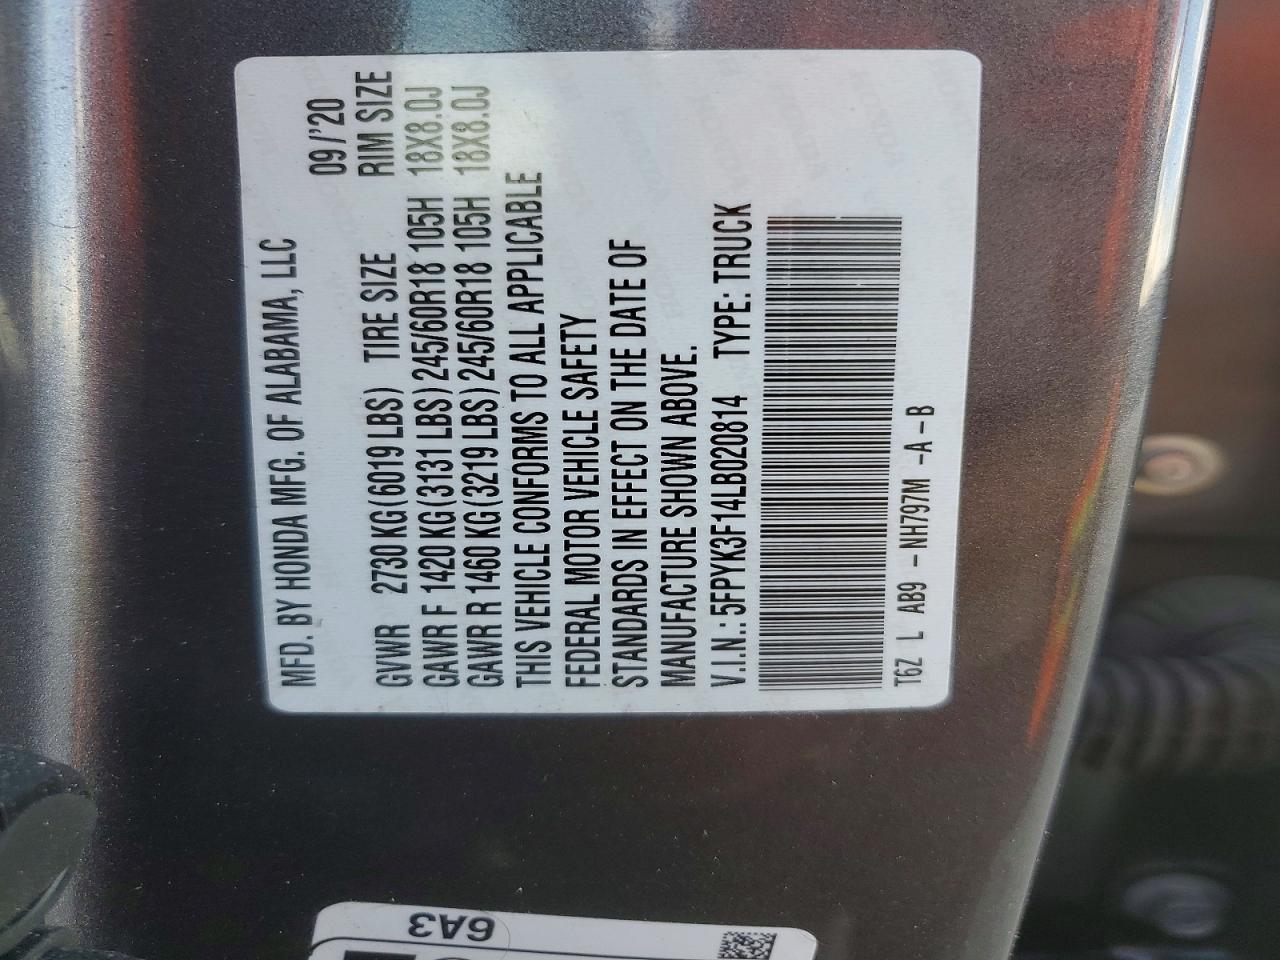 MFD. BY HONDA MFG. OF ALABAMA, LLC 09/'20
GVWR 2730 KG(6019 LBS) TIRE SIZE RIM SIZE
GAWR F 1420 KG(3131 LBS)245/60R18 105H 18X8.0J
GAWR R 1460 KG(3219 LBS)245/60R18 105H 18X8.0J
THIS VEHICLE CONFORMS TO ALL APPLICABLE
FEDERAL MOTOR VEHICLE SAFETY
STANDARDS IN EFFECT ON THE DATE OF
MANUFACTURE SHOWN ABOVE.
V.I.N.: 5FPYK3F14LB020814 TYPE: TRUCK
T6Z L AB9 - NH797M -A -B
6A3